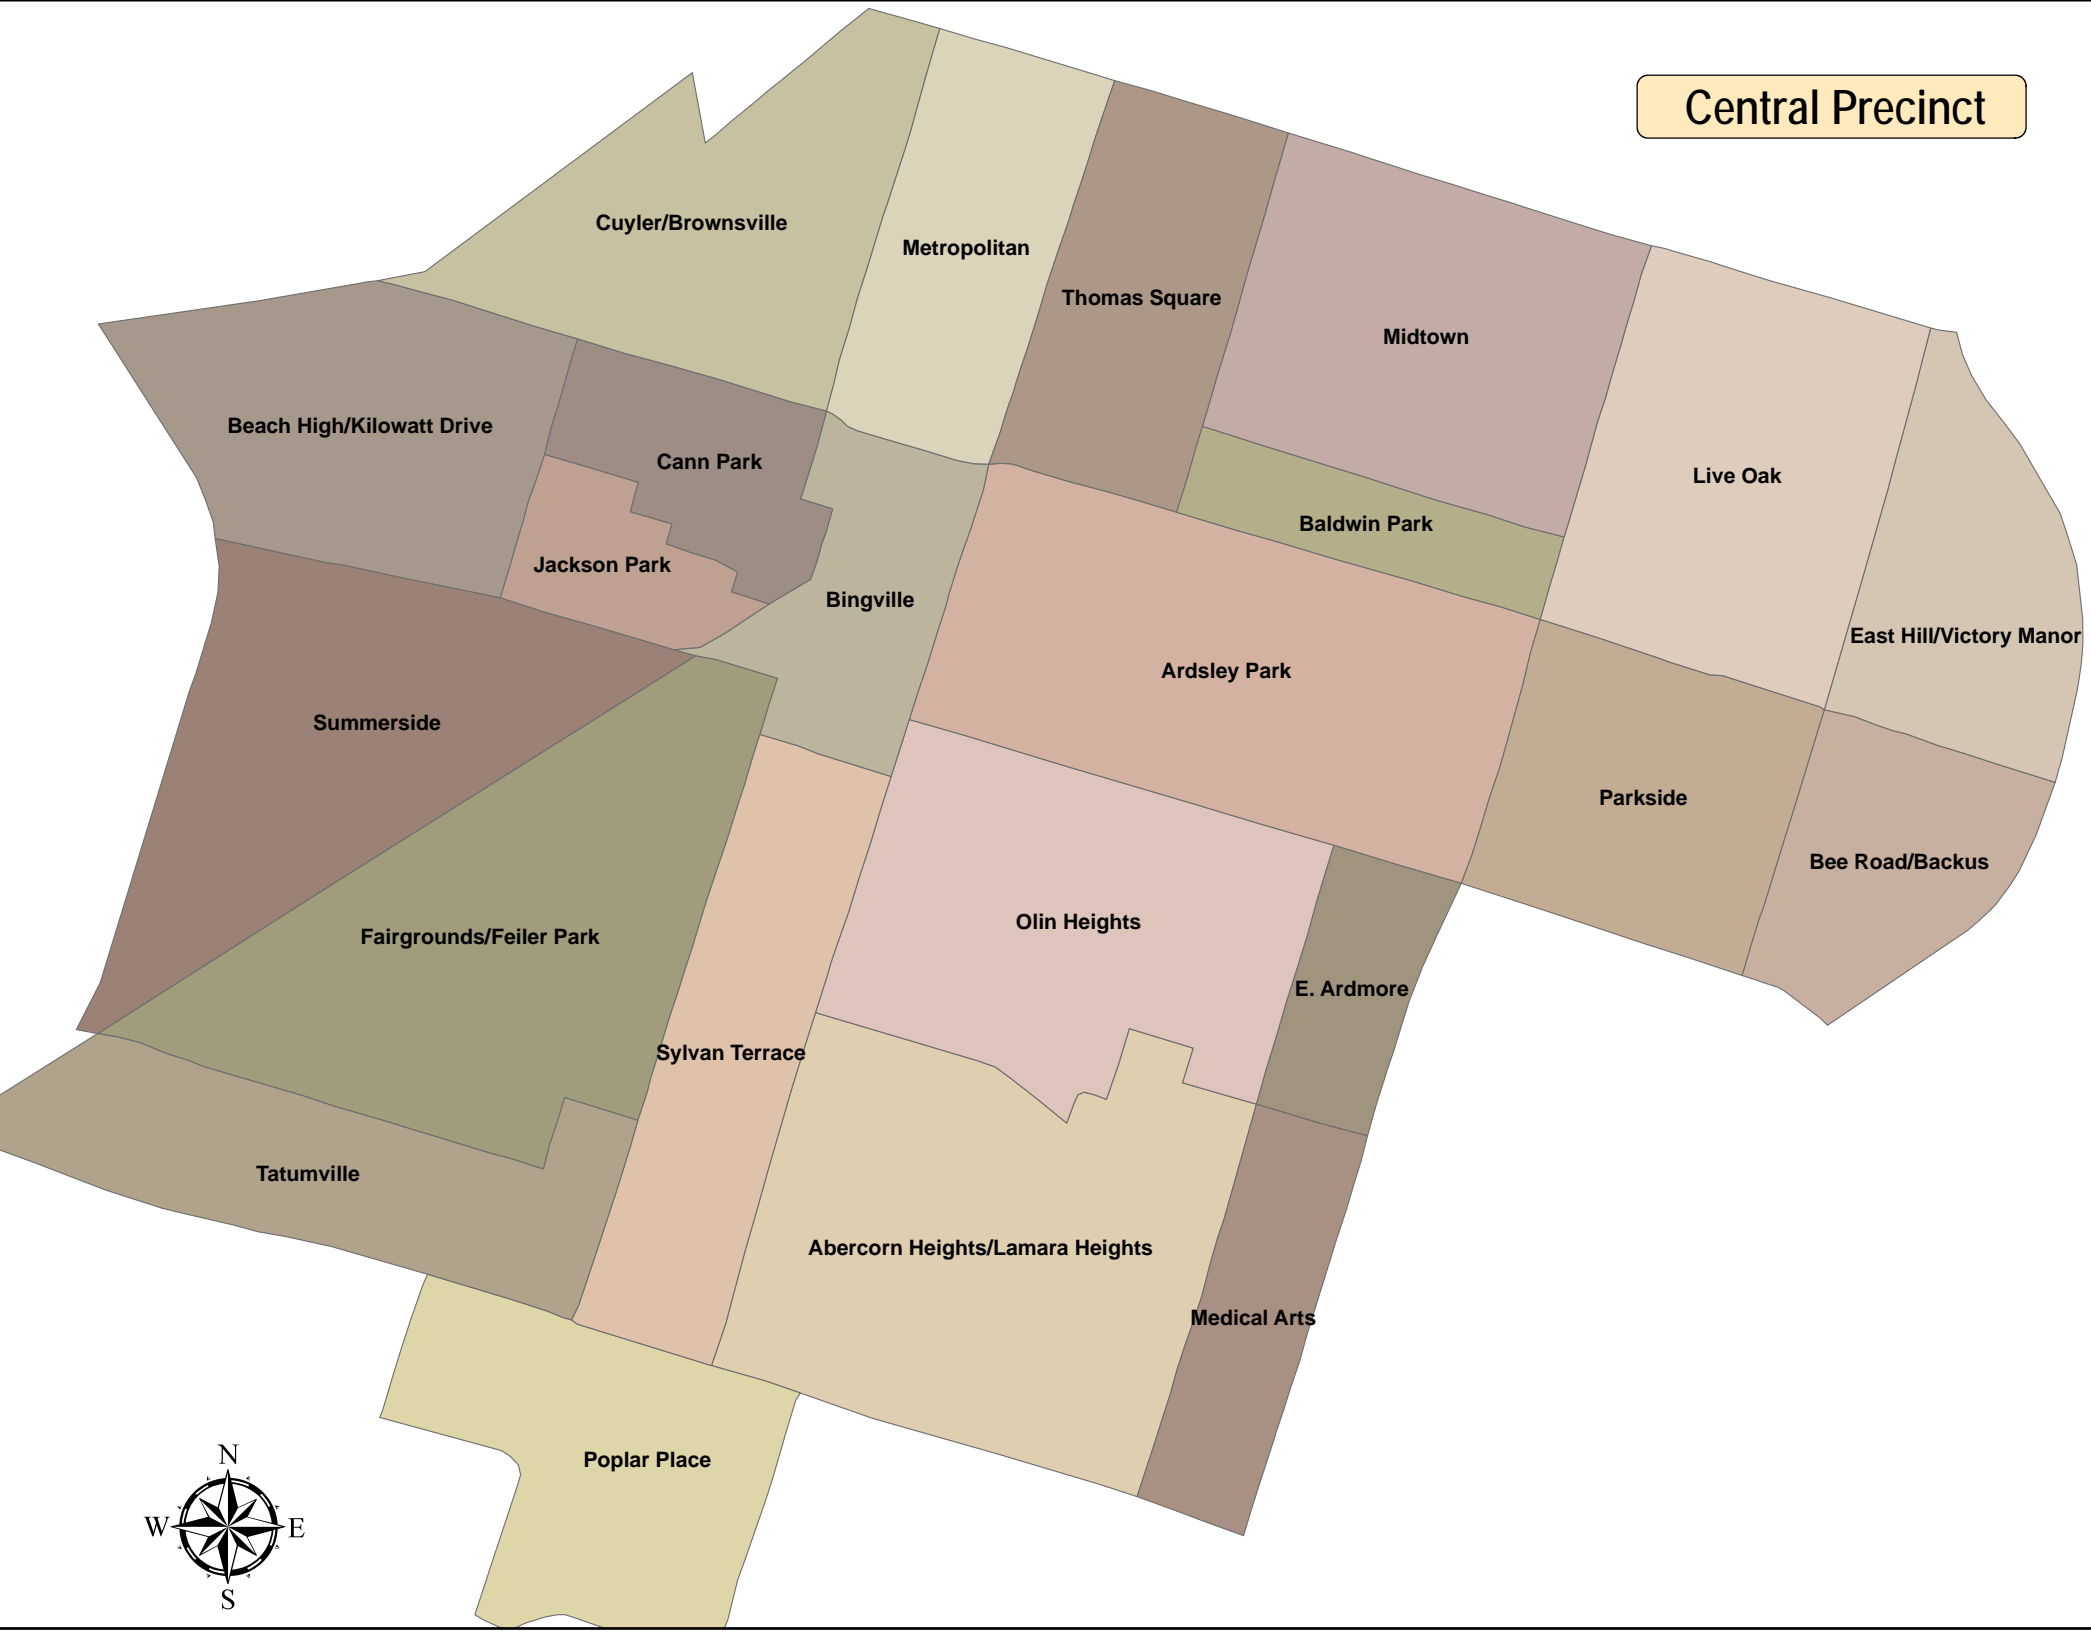 Central Precinct
Cuyler/Brownsville
Metropolitan
Thomas Square
Midtown
Beach High/Kilowatt Drive
Cann Park
Live Oak
Baldwin Park
Jackson Park
Bingville
East Hill/Victory Manor
Ardsley Park
Summerside
Parkside
Bee Road/Backus
Olin Heights
Fairgrounds/Feiler Park
E. Ardmore
Sylvan Terrace
Tatumville
Abercorn Heights/Lamara Heights
Medical Arts
Poplar Place
N
W E
S